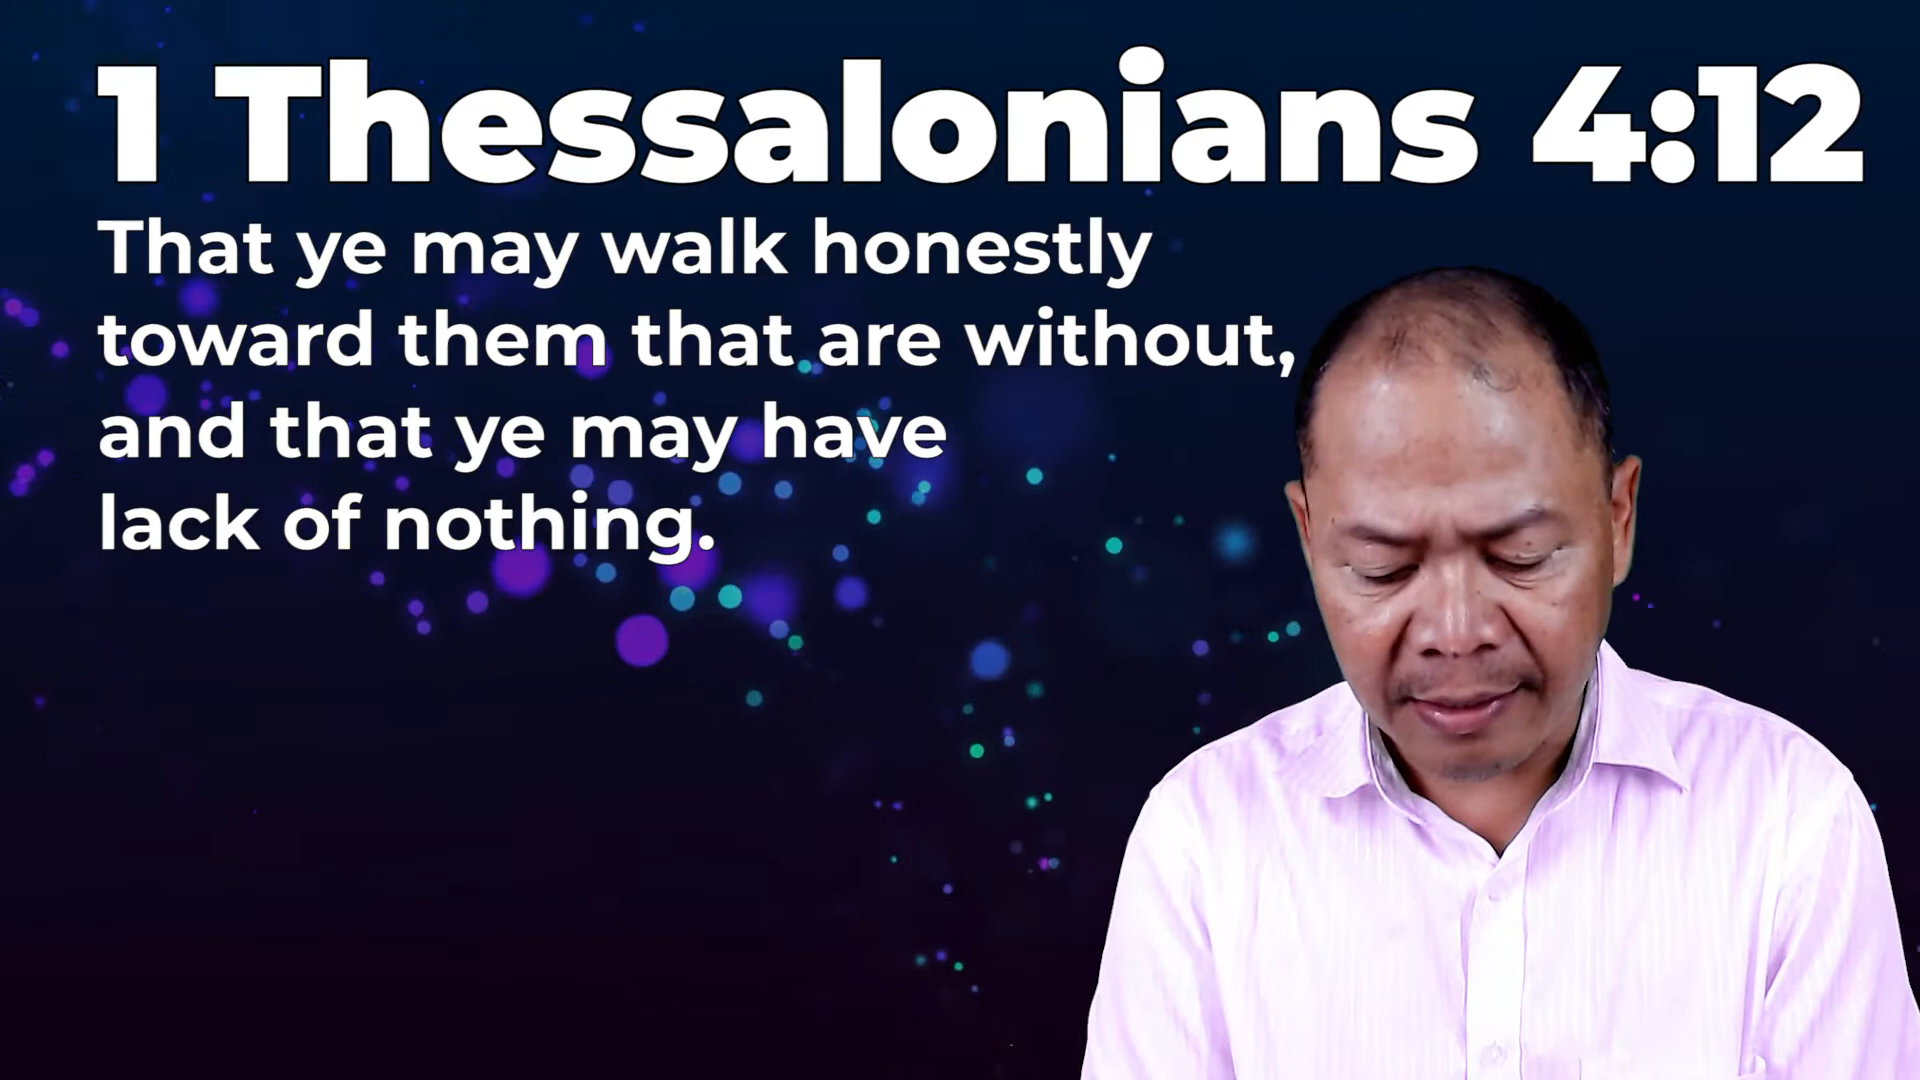 1 Thessalonians 4:12
That ye may walk honestly
toward them that are without,
and that ye may have
lack of nothing.